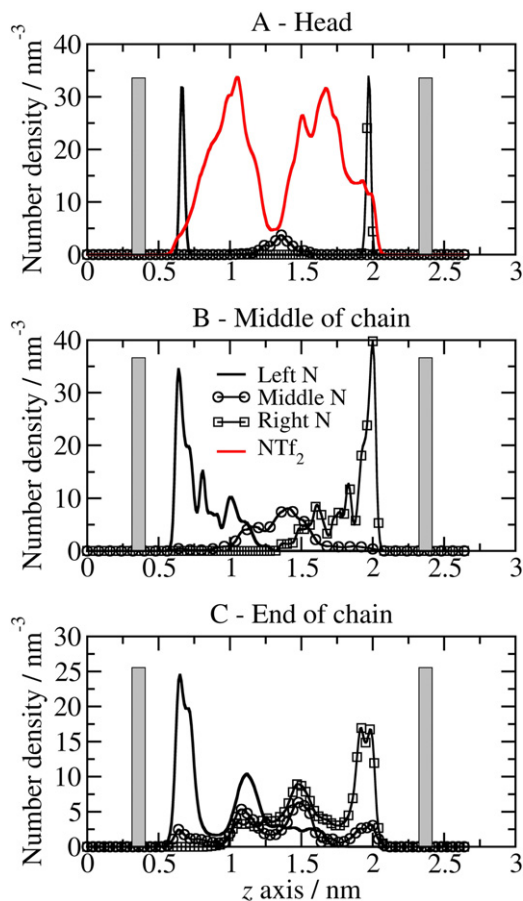 A - Head
Number density / nm⁻³
40
30
20
10
0
0 0.5 1 1.5 2 2.5 3
B - Middle of chain
Number density / nm⁻³
40
30
20
10
0
Left N
Middle N
Right N
NTf₂
0 0.5 1 1.5 2 2.5 3
C - End of chain
Number density / nm⁻³
30
25
20
15
10
5
0
0 0.5 1 1.5 2 2.5 3
z axis / nm